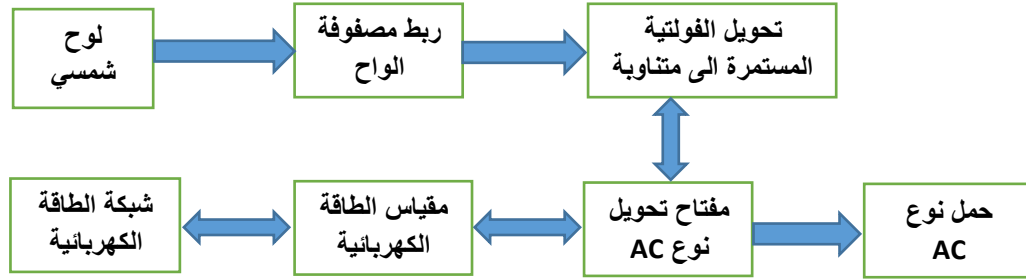 لوح
شمسي
ربط مصفوفة
الواح
تحويل الفولتية
المستمرة الى متناوبة
شبكة الطاقة
الكهربائية
مقياس الطاقة
الكهربائية
مفتاح تحويل
نوع AC
حمل نوع
AC